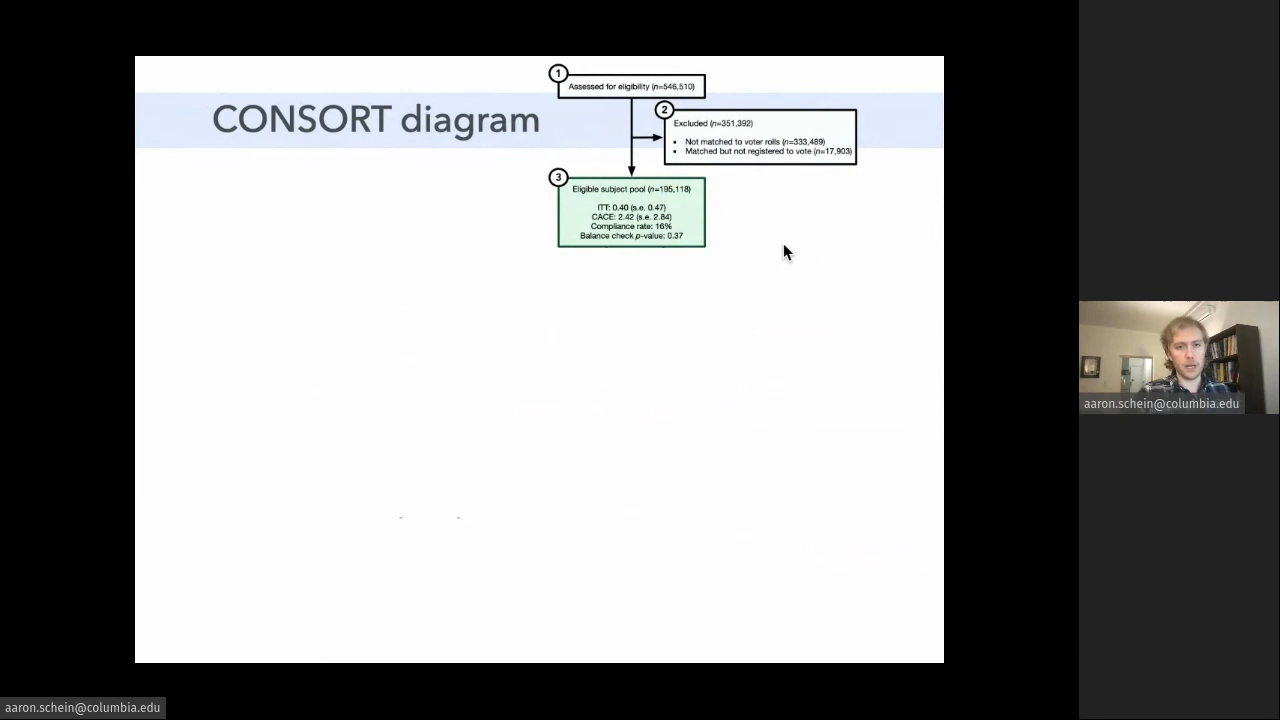 CONSORT diagram
1
Assessed for eligibility (n=546,510)
2
Excluded (n=351,392)
• Not matched to voter rolls (n=333,489)
• Matched but not registered to vote (n=17,903)
3
Eligible subject pool (n=195,118)
ITT: 0.40 (s.e. 0.47)
CACE: 2.42 (s.e. 2.84)
Compliance rate: 16%
Balance check p-value: 0.37
aaron.schein@columbia.edu
aaron.schein@columbia.edu